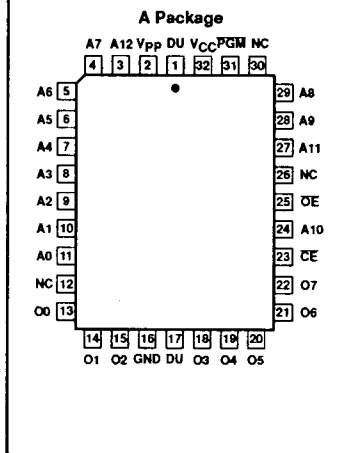 A Package
A7 A12 VPP DU VCC PGM NC
4 3 2 1 32 31 30
A6 5 29 A8
A5 6 28 A9
A4 7 27 A11
A3 8 26 NC
A2 9 25 OE
A1 10 24 A10
A0 11 23 CE
NC 12 22 O7
O0 13 21 O6
14 15 16 17 18 19 20
O1 O2 GND DU O3 O4 O5